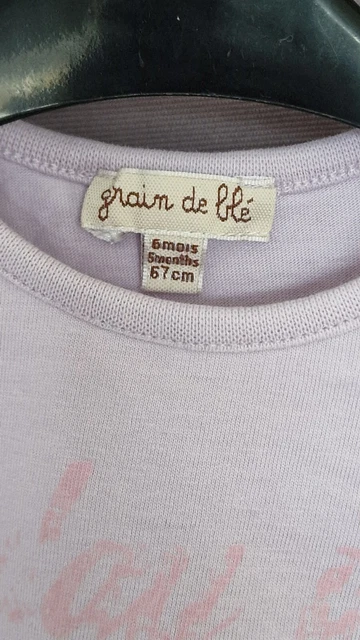 grain de blé
6mois
6months
67cm